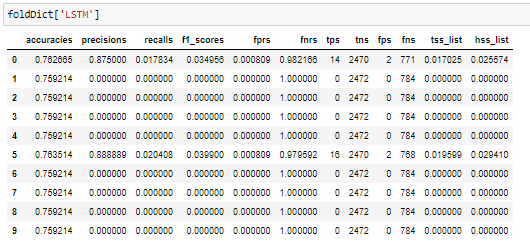 foldDict['LSTM']
accuracies precisions recalls f1_scores fprs fnrs tps tns fps fns tss_list hss_list
0 0.762665 0.875000 0.017834 0.034956 0.000809 0.982166 14 2470 2 771 0.017025 0.025574
1 0.759214 0.000000 0.000000 0.000000 0.000000 1.000000 0 2472 0 784 0.000000 0.000000
2 0.759214 0.000000 0.000000 0.000000 0.000000 1.000000 0 2472 0 784 0.000000 0.000000
3 0.759214 0.000000 0.000000 0.000000 0.000000 1.000000 0 2472 0 784 0.000000 0.000000
4 0.759214 0.000000 0.000000 0.000000 0.000000 1.000000 0 2472 0 784 0.000000 0.000000
5 0.763514 0.888889 0.020408 0.039900 0.000809 0.979592 16 2470 2 768 0.019599 0.029410
6 0.759214 0.000000 0.000000 0.000000 0.000000 1.000000 0 2472 0 784 0.000000 0.000000
7 0.759214 0.000000 0.000000 0.000000 0.000000 1.000000 0 2472 0 784 0.000000 0.000000
8 0.759214 0.000000 0.000000 0.000000 0.000000 1.000000 0 2472 0 784 0.000000 0.000000
9 0.759214 0.000000 0.000000 0.000000 0.000000 1.000000 0 2472 0 784 0.000000 0.000000